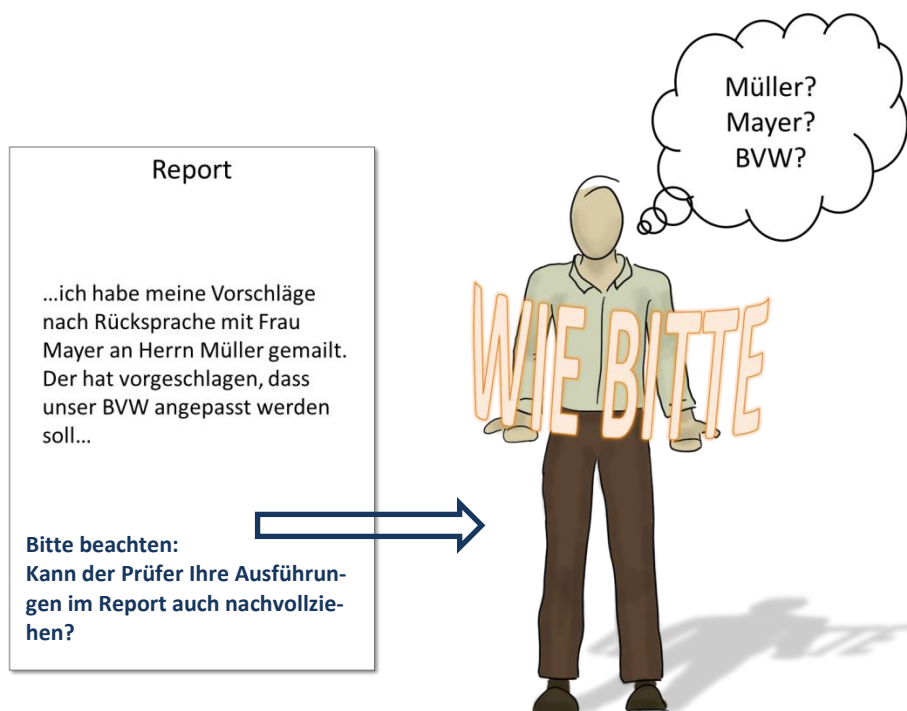 Report
...ich habe meine Vorschläge
nach Rücksprache mit Frau
Mayer an Herrn Müller gemailt.
Der hat vorgeschlagen, dass
unser BVW angepasst werden
soll...
Bitte beachten:
Kann der Prüfer Ihre Ausführun-
gen im Report auch nachvollzie-
hen?
Müller?
Mayer?
BVW?
WIE BITTE